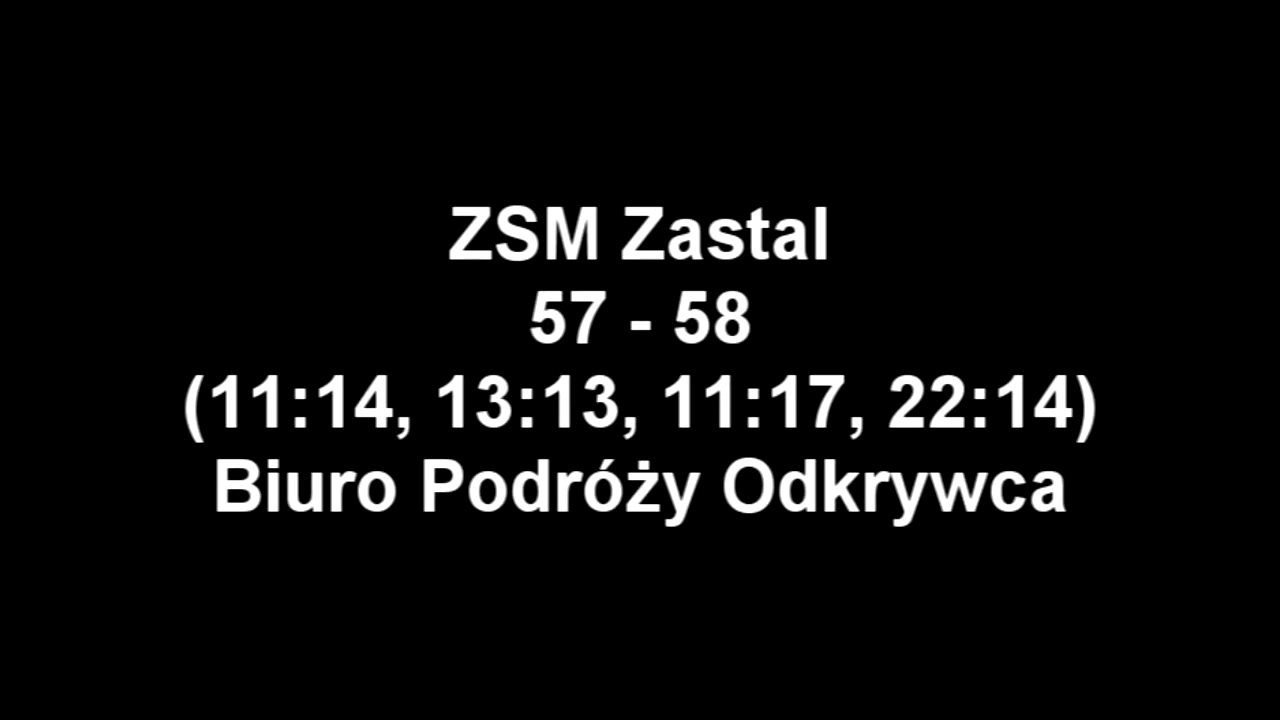 ZSM Zastal
57 - 58
(11:14, 13:13, 11:17, 22:14)
Biuro Podróży Odkrywca